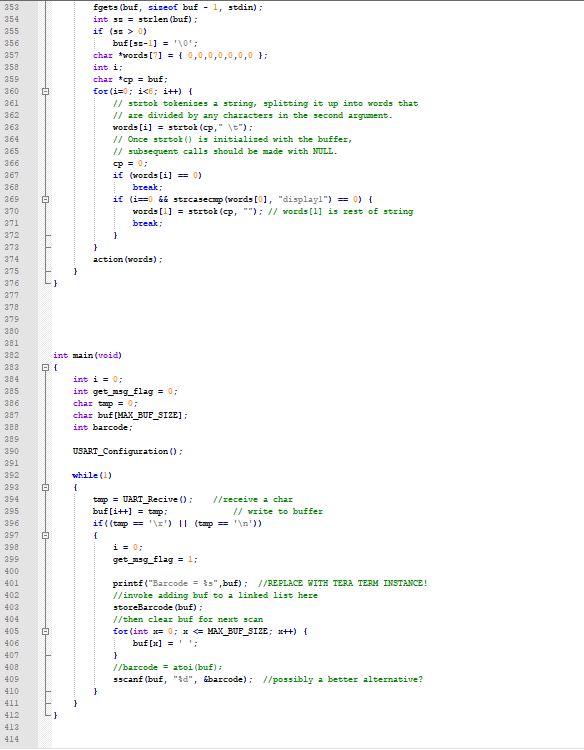 353 fgets(buf, sizeof buf - 1, stdin);
354 int sz = strlen(buf);
355 if (sz > 0)
356 buf[sz-1] = '\0';
357 char *words[7] = { 0,0,0,0,0,0,0 };
358 int i;
359 char *cp = buf;
360 for(i=0; i<6; i++) {
361 // strtok tokenizes a string, splitting it up into words that
362 // are divided by any characters in the second argument.
363 words[i] = strtok(cp," \t");
364 // Once strtok() is initialized with the buffer,
365 // subsequent calls should be made with NULL.
366 cp = 0;
367 if (words[i] == 0)
368 break;
369 if (i==0 && strcasecmp(words[0], "display1") == 0) {
370 words[1] = strtok(cp, ""); // words[1] is rest of string
371 break;
372 }
373 }
374 action(words);
375 }
376 }
377
378
379
380
381
382 int main(void)
383 {
384 int i = 0;
385 int get_msg_flag = 0;
386 char tmp = 0;
387 char buf[MAX_BUF_SIZE];
388 int barcode;
389
390 USART_Configuration();
391
392 while(1)
393 {
394 tmp = UART_Recive(); //receive a char
395 buf[i++] = tmp; // write to buffer
396 if((tmp == '\r') || (tmp == '\n'))
397 {
398 i = 0;
399 get_msg_flag = 1;
400
401 printf("Barcode = %s",buf); //REPLACE WITH TERA TERM INSTANCE!
402 //invoke adding buf to a linked list here
403 storeBarcode(buf);
404 //then clear buf for next scan
405 for(int x= 0; x <= MAX_BUF_SIZE; x++) {
406 buf[x] = ' ';
407 }
408 //barcode = atoi(buf);
409 sscanf(buf, "%d", &barcode); //possibly a better alternative?
410 }
411 }
412 }
413
414